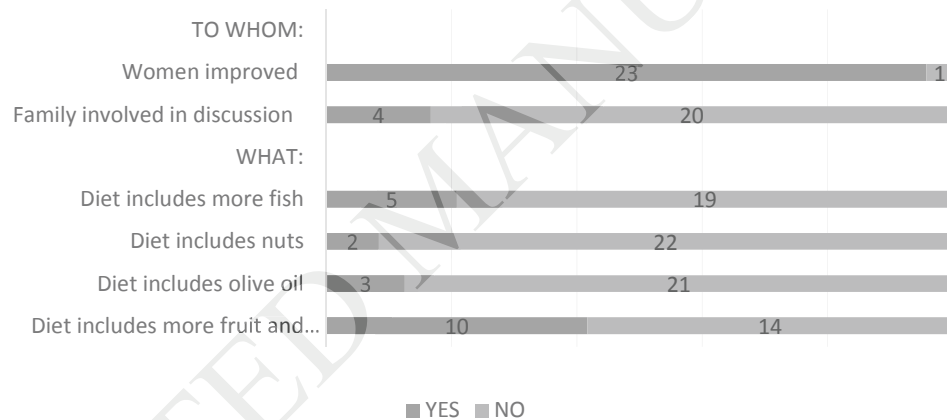 TO WHOM:
Women improved 23 1
Family involved in discussion 4 20
WHAT:
Diet includes more fish 5 19
Diet includes nuts 2 22
Diet includes olive oil 3 21
Diet includes more fruit and... 10 14
YES NO